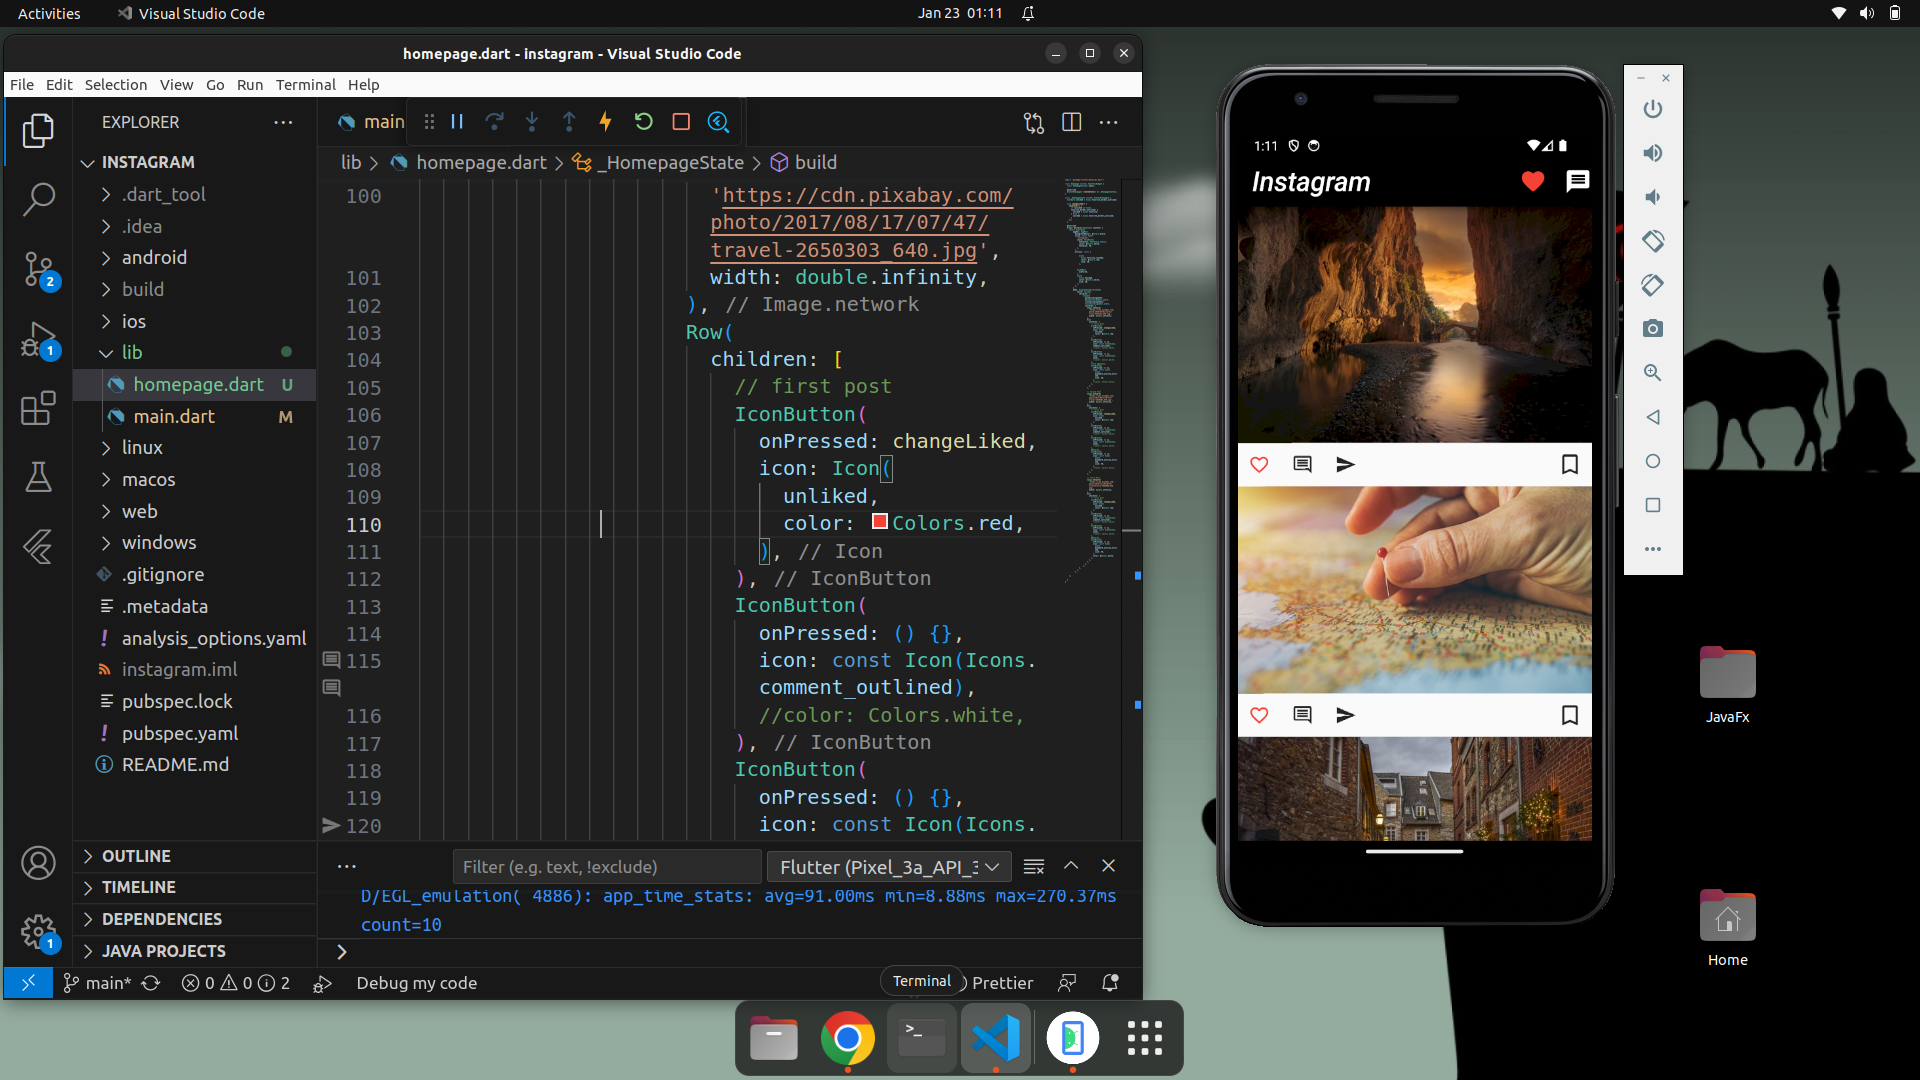 Activities
Visual Studio Code
Jan 23 01:11
homepage.dart - instagram - Visual Studio Code
File Edit Selection View Go Run Terminal Help
EXPLORER
INSTAGRAM
.dart_tool
.idea
android
build
ios
lib
homepage.dart U
main.dart M
linux
macos
web
windows
.gitignore
.metadata
analysis_options.yaml
instagram.iml
pubspec.lock
pubspec.yaml
README.md
OUTLINE
TIMELINE
DEPENDENCIES
JAVA PROJECTS
2
1
1
main
lib > homepage.dart > _HomepageState > build
100 'https://cdn.pixabay.com/
photo/2017/08/17/07/47/
travel-2650303_640.jpg',
101 width: double.infinity,
102 ), // Image.network
103 Row(
104 children: [
105 // first post
106 IconButton(
107 onPressed: changeLiked,
108 icon: Icon(
109 unliked,
110 color: Colors.red,
111 ), // Icon
112 ), // IconButton
113 IconButton(
114 onPressed: () {},
115 icon: const Icon(Icons.
comment_outlined),
116 //color: Colors.white,
117 ), // IconButton
118 IconButton(
119 onPressed: () {},
120 icon: const Icon(Icons.
Filter (e.g. text, !exclude)
Flutter (Pixel_3a_API_3
D/EGL_emulation( 4886): app_time_stats: avg=91.00ms min=8.88ms max=270.37ms
count=10
main* 0 0 2 Debug my code
Terminal
Prettier
1:11
Instagram
JavaFx
Home